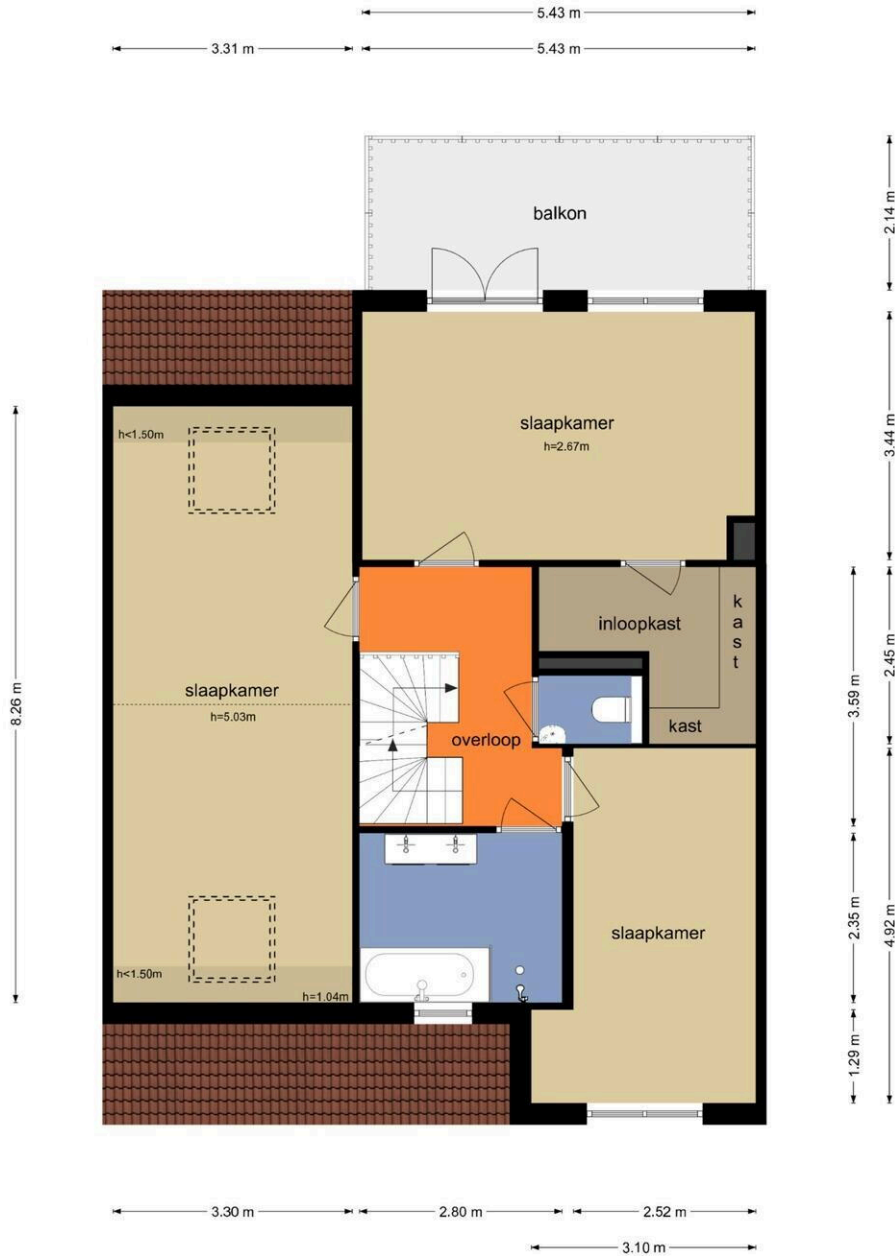 5.43 m
3.31 m
5.43 m
2.14 m
balkon
3.44 m
slaapkamer
h=2.67m
h<1.50m
8.26 m
slaapkamer
h=5.03m
inloopkast
kast
kast
2.45 m
3.59 m
overloop
4.92 m
2.35 m
slaapkamer
h<1.50m
h=1.04m
1.29 m
3.30 m
2.80 m
2.52 m
3.10 m